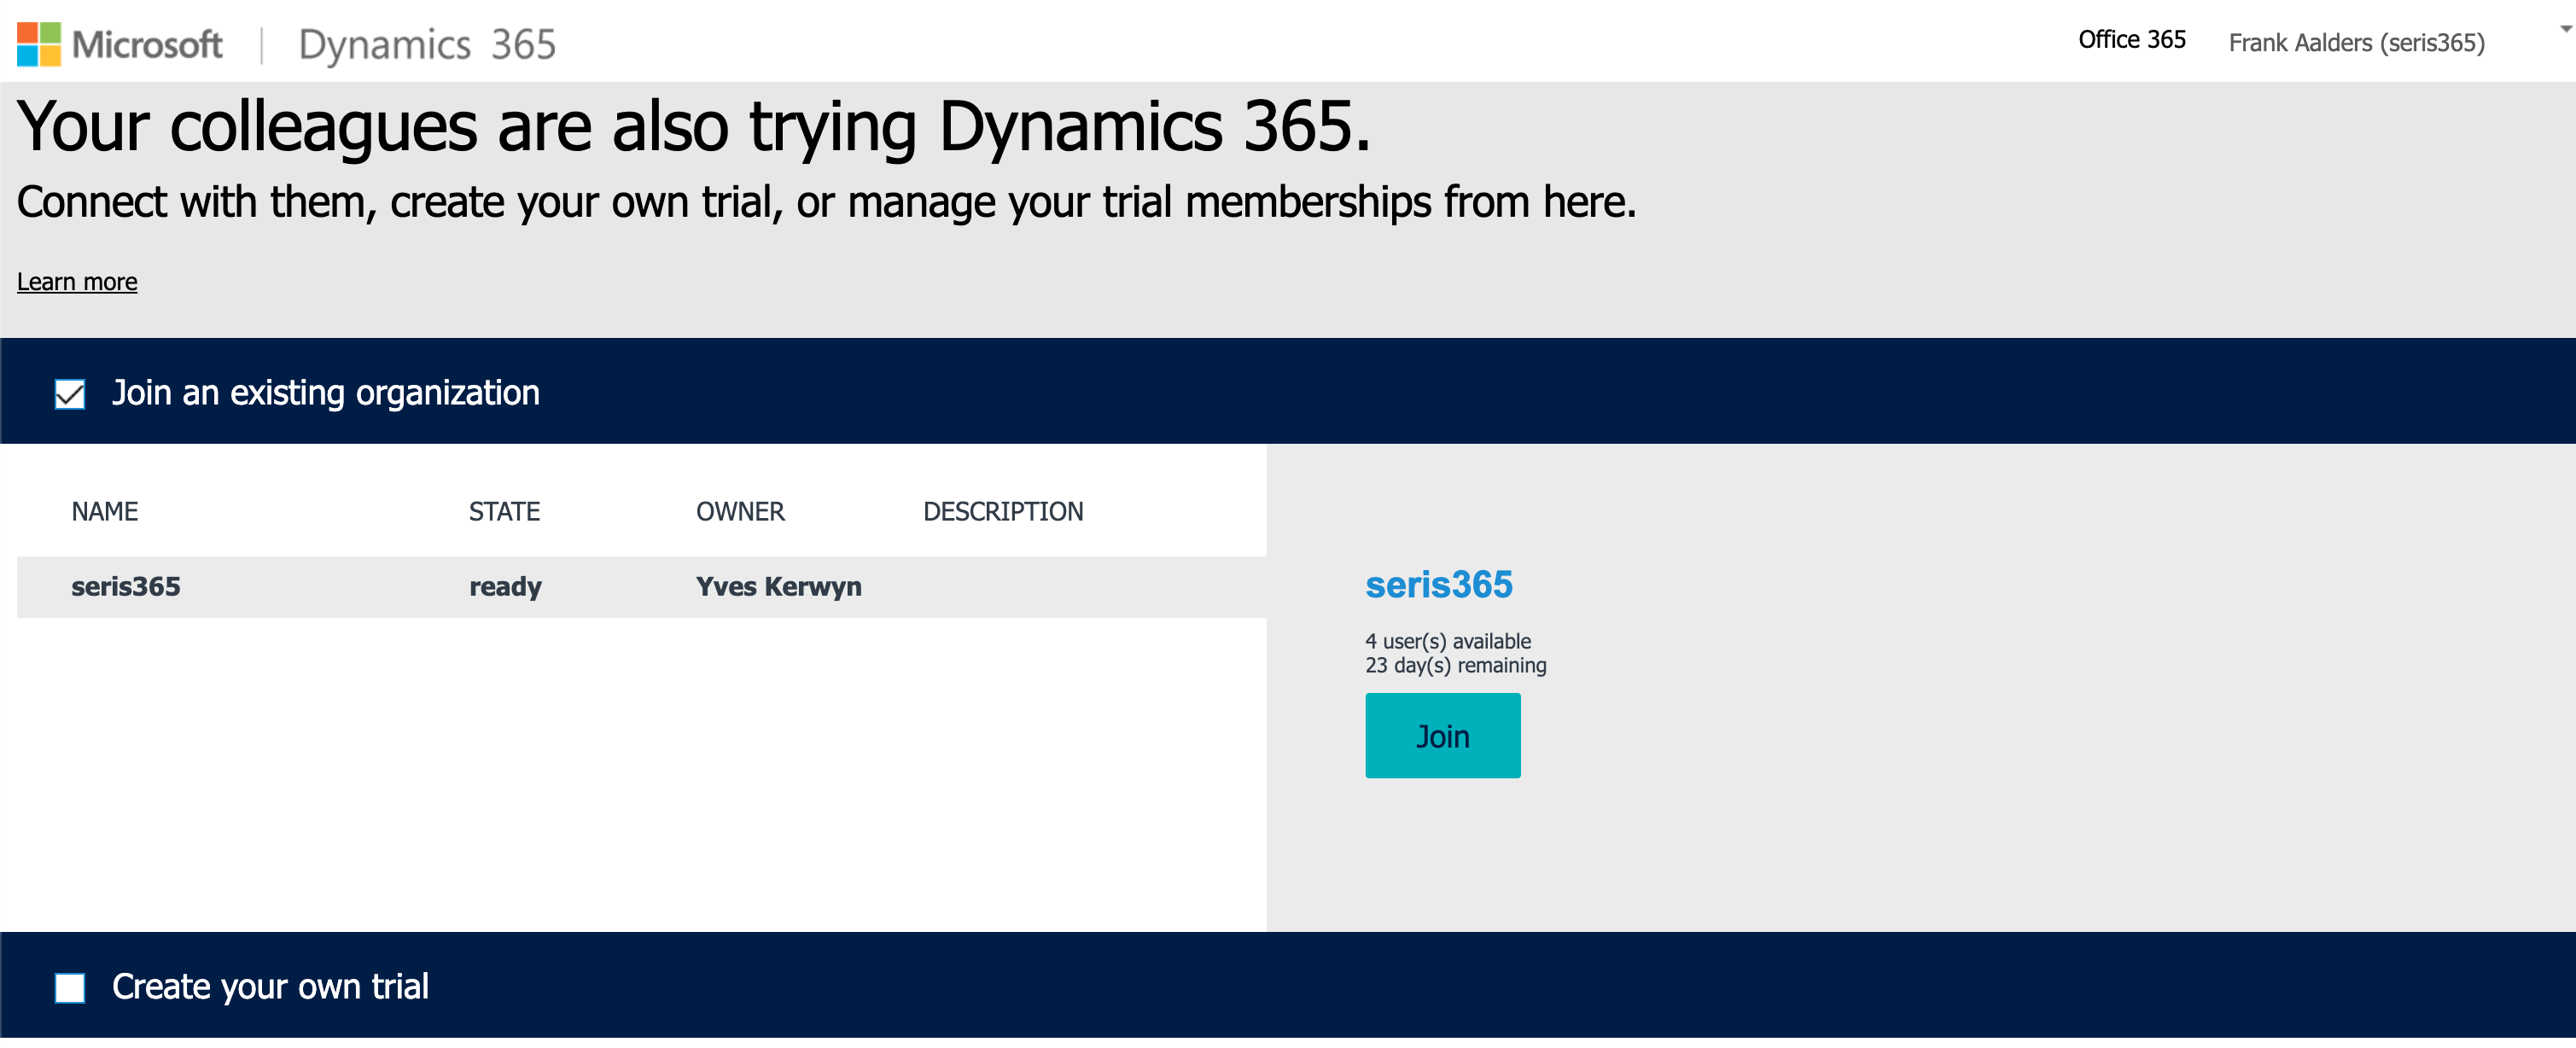 Microsoft | Dynamics 365
Office 365
Frank Aalders (seris365)
Your colleagues are also trying Dynamics 365.
Connect with them, create your own trial, or manage your trial memberships from here.
Learn more
Join an existing organization
NAME STATE OWNER DESCRIPTION
seris365 ready Yves Kerwyn
seris365
4 user(s) available
23 day(s) remaining
Join
Create your own trial